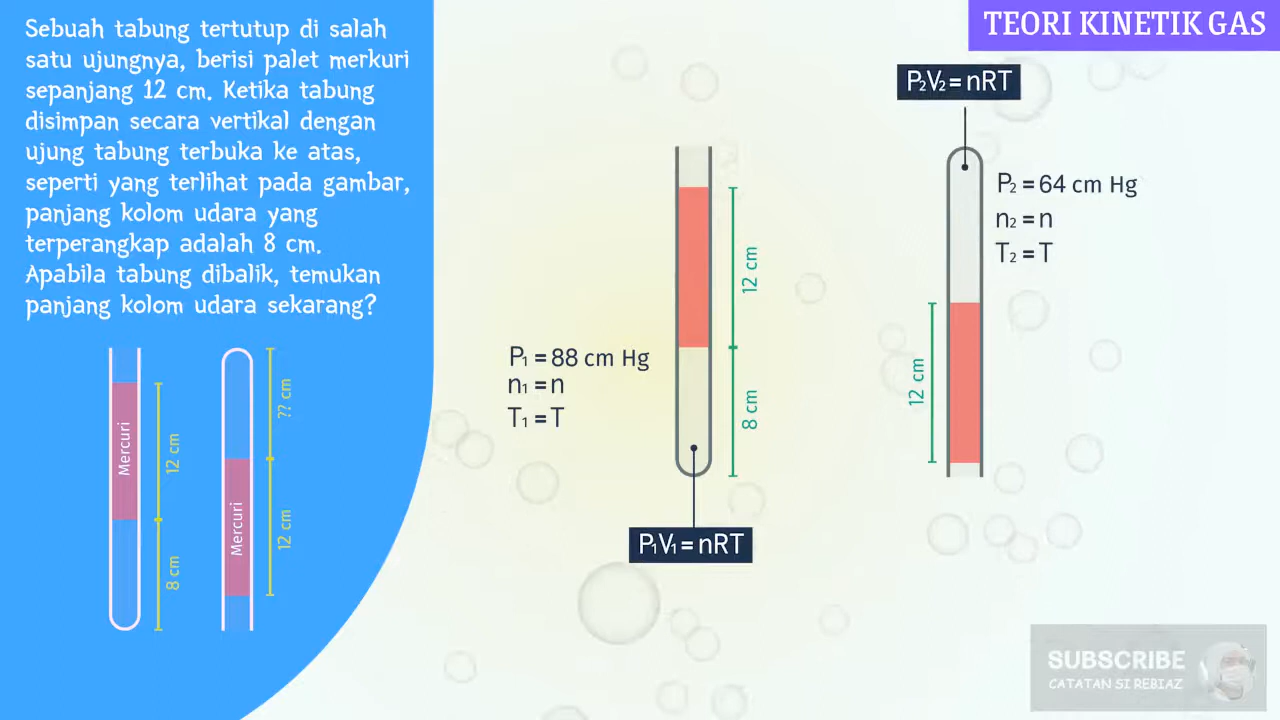 Sebuah tabung tertutup di salah
satu ujungnya, berisi palet merkuri
sepanjang 12 cm. Ketika tabung
disimpan secara vertikal dengan
ujung tabung terbuka ke atas,
seperti yang terlihat pada gambar,
panjang kolom udara yang
terperangkap adalah 8 cm.
Apabila tabung dibalik, temukan
panjang kolom udara sekarang?
Mercuri
12 cm
8 cm
Mercuri
?? cm
12 cm
TEORI KINETIK GAS
P₁ = 88 cm Hg
n₁ = n
T₁ = T
12 cm
8 cm
P₁V₁ = nRT
P₂V₂ = nRT
P₂ = 64 cm Hg
n₂ = n
T₂ = T
12 cm
SUBSCRIBE
CATATAN SI REBIAZ